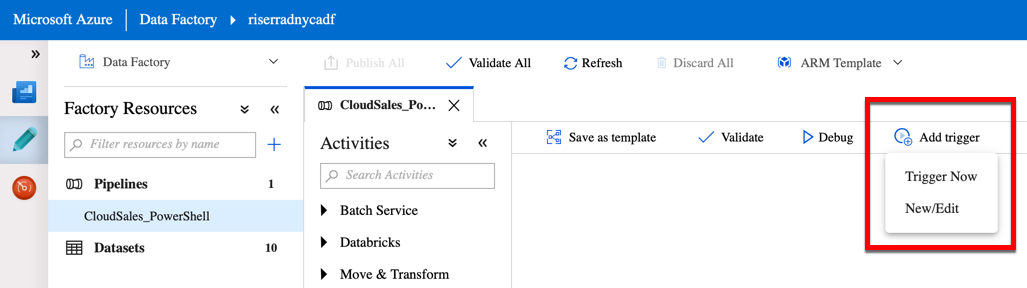 Microsoft Azure Data Factory riserradnycadf
Data Factory Publish All Validate All Refresh Discard All ARM Template
Factory Resources
CloudSales_Po...
Filter resources by name
Activities
Save as template Validate Debug Add trigger
Search Activities
Pipelines 1
Trigger Now
CloudSales_PowerShell
Batch Service
New/Edit
Datasets 10
Databricks
Move & Transform